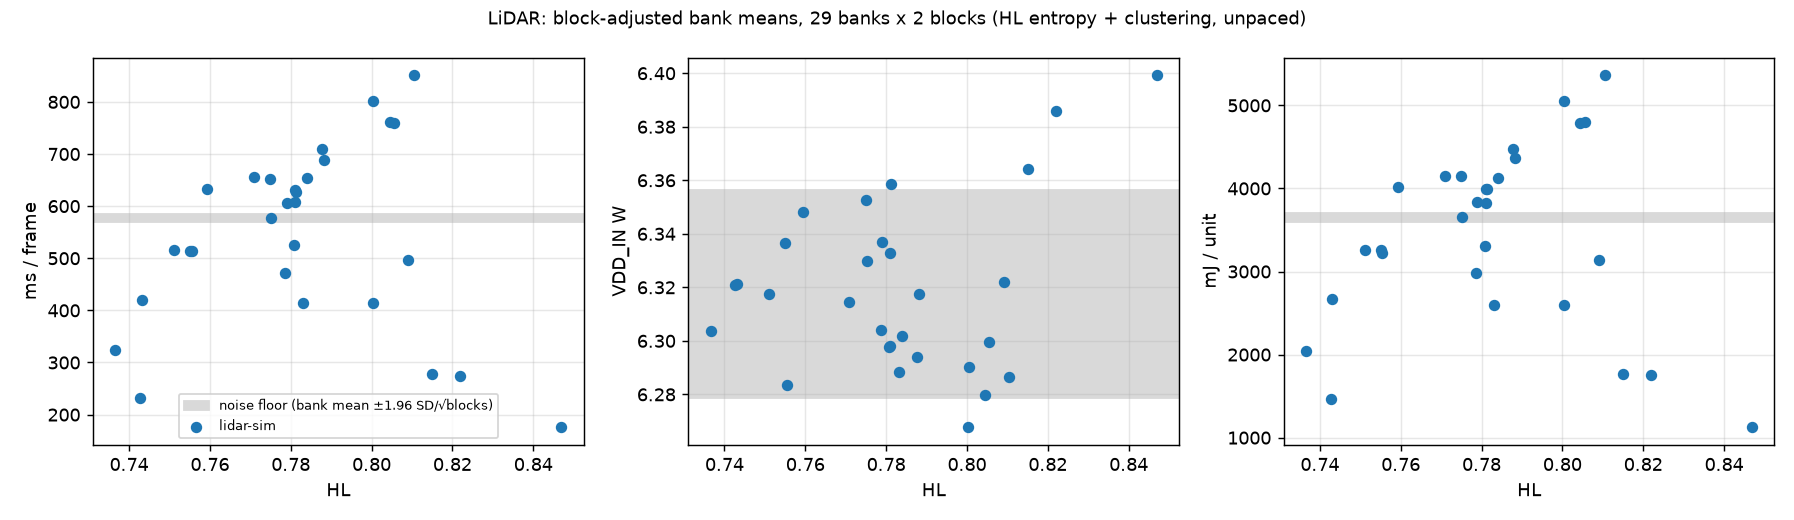 LiDAR: block-adjusted bank means, 29 banks x 2 blocks (HL entropy + clustering, unpaced)
ms / frame
800
700
600
500
400
300
200
noise floor (bank mean ±1.96 SD/√blocks)
lidar-sim
0.74 0.76 0.78 0.80 0.82 0.84
HL
VDD_IN W
6.40
6.38
6.36
6.34
6.32
6.30
6.28
0.74 0.76 0.78 0.80 0.82 0.84
HL
mJ / unit
5000
4000
3000
2000
1000
0.74 0.76 0.78 0.80 0.82 0.84
HL